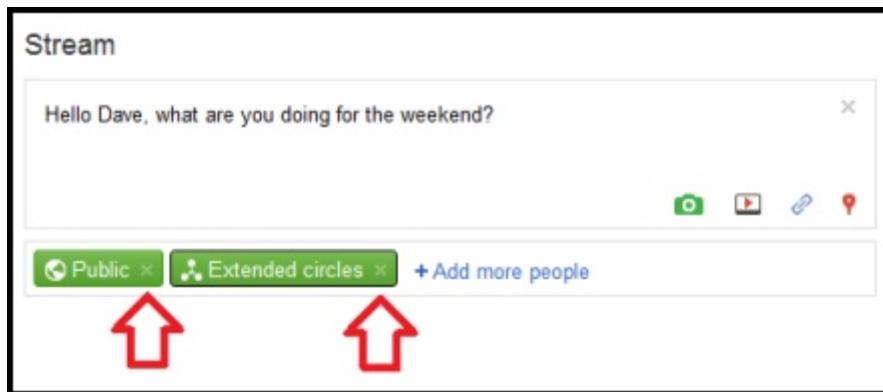 Stream
Hello Dave, what are you doing for the weekend?
Public × Extended circles × + Add more people